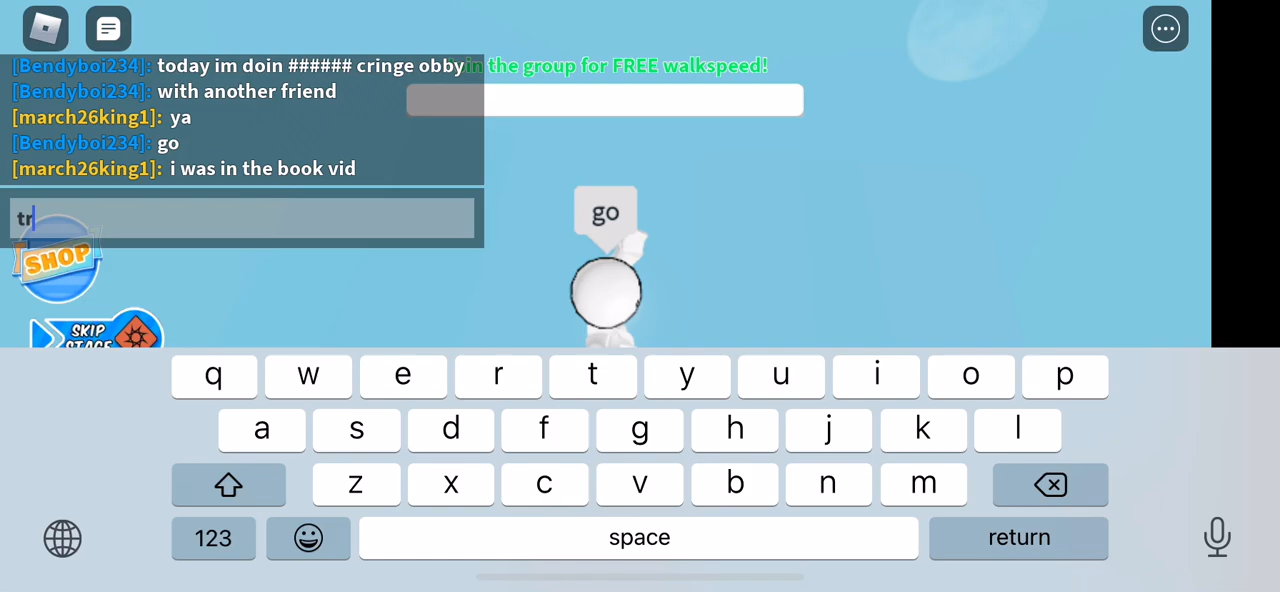 [Bendyboi234]: today im doin ###### cringe obby
in the group for FREE walkspeed!
[Bendyboi234]: with another friend
[march26king1]: ya
[Bendyboi234]: go
[march26king1]: i was in the book vid
tr
go
SHOP
SKIP
STAGE
q w e r t y u i o p
a s d f g h j k l
z x c v b n m
123 space return